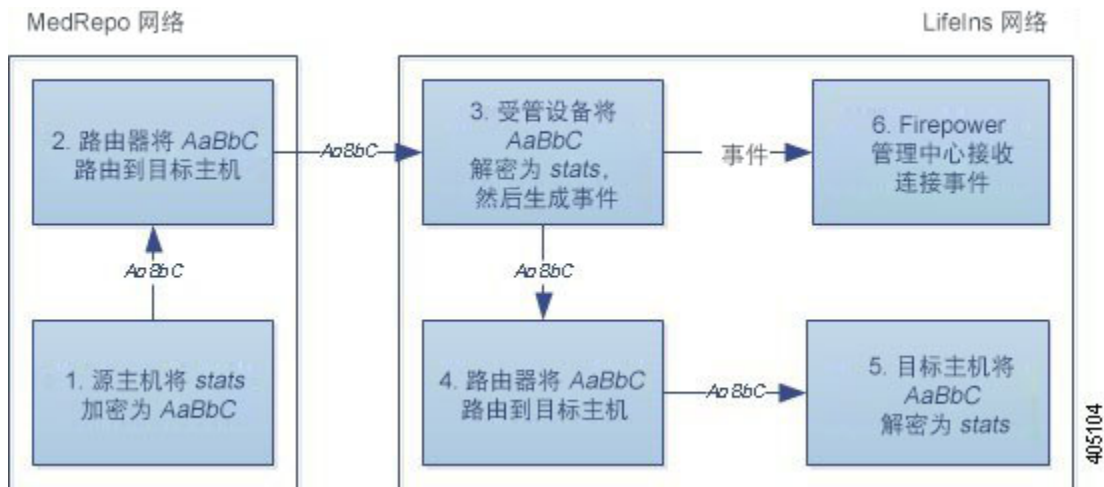 MedRepo 网络
LifeIns 网络
2. 路由器将 AaBbC
路由到目标主机
AaBbC
3. 受管设备将
AaBbC
解密为 stats，
然后生成事件
事件
6. Firepower
管理中心接收
连接事件
AaBbC
AaBbC
1. 源主机将 stats
加密为 AaBbC
4. 路由器将 AaBbC
路由到目标主机
AaBbC
5. 目标主机将
AaBbC
解密为 stats
405104